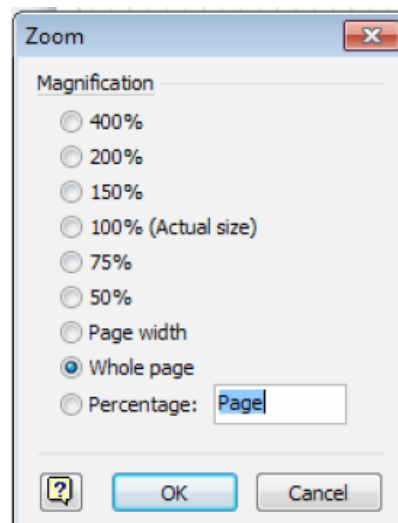 Zoom
Magnification
400%
200%
150%
100% (Actual size)
75%
50%
Page width
Whole page
Percentage: Page
? OK Cancel